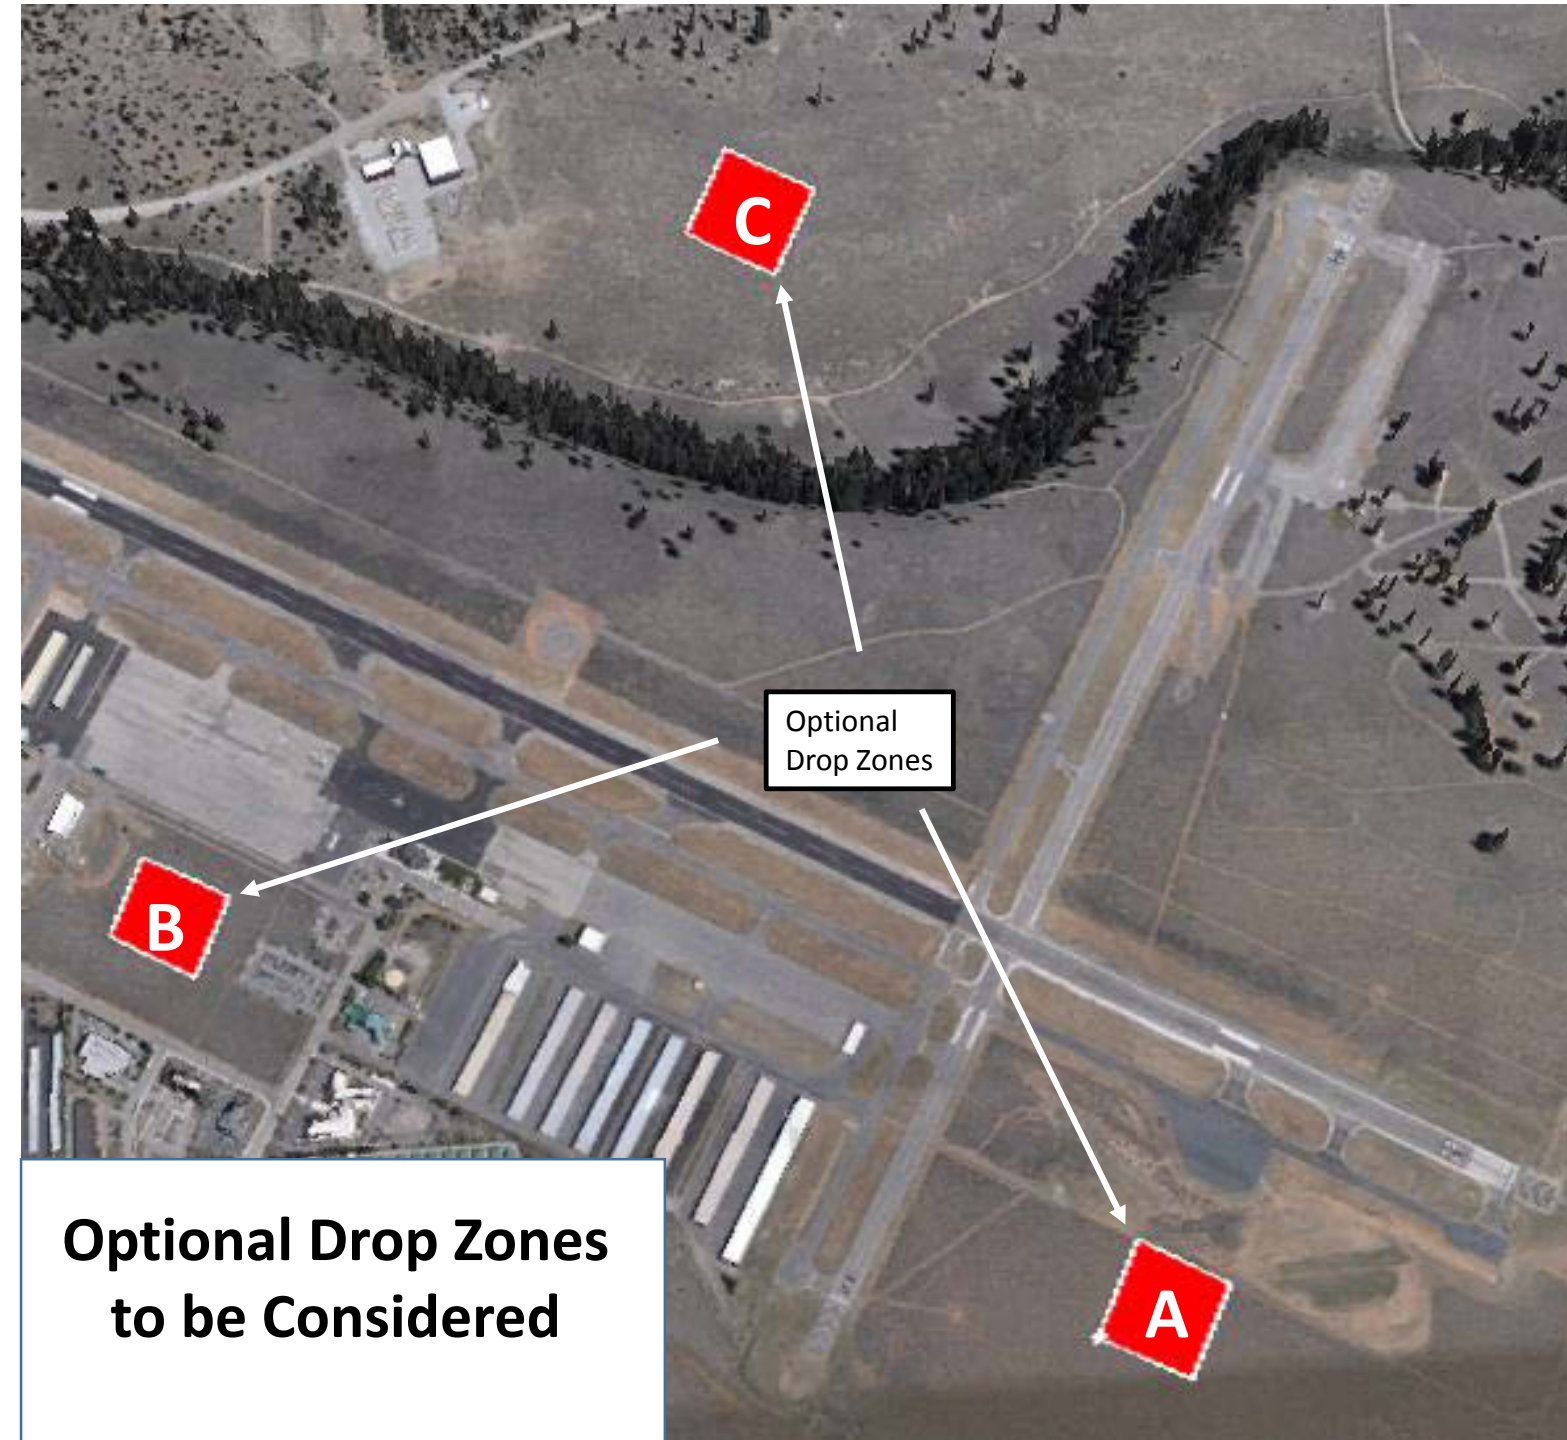 C
Optional
Drop Zones
B
A
Optional Drop Zones
to be Considered